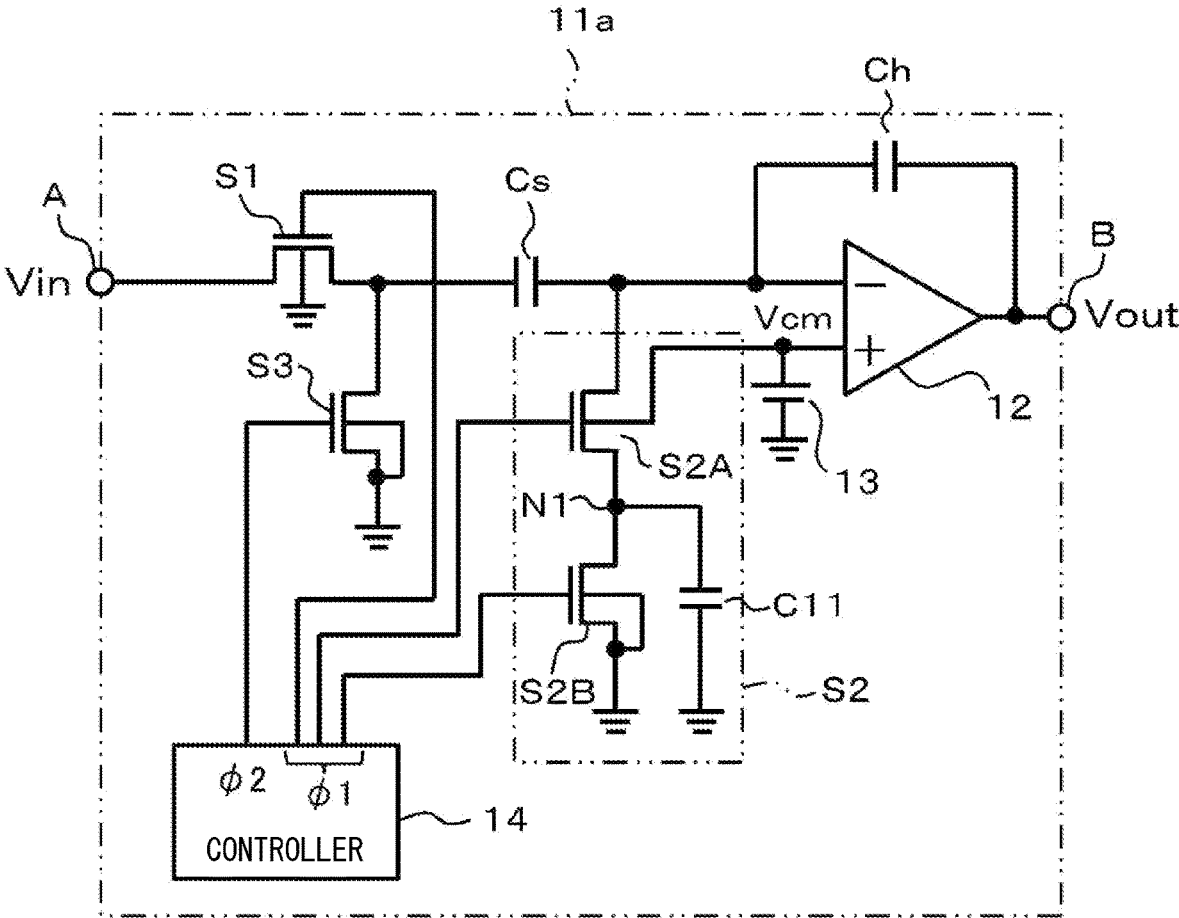 11a
Ch
S1
Cs
A
B
Vin
Vcm
Vout
S3
12
S2A
13
N1
C11
S2B
S2
ϕ2
ϕ1
14
CONTROLLER